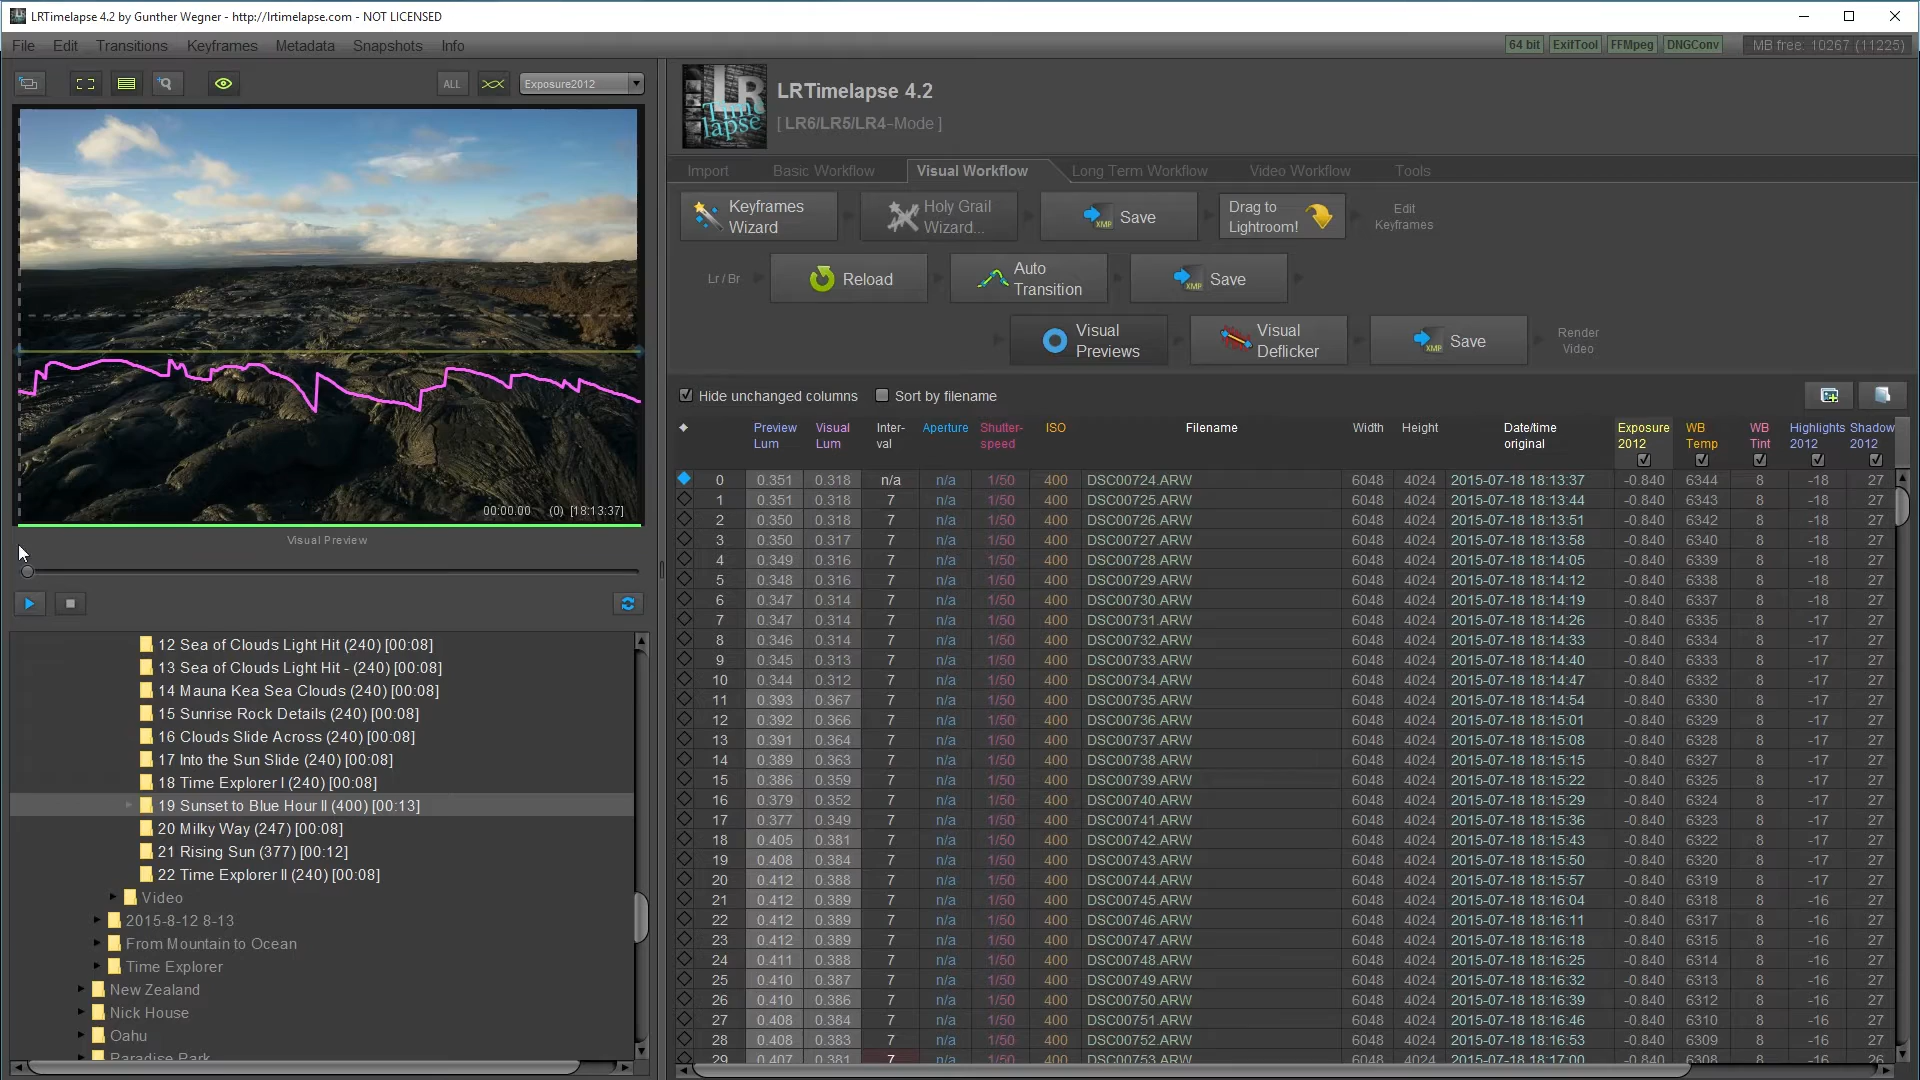 LRTimelapse 4.2 by Gunther Wegner - http://lrtimelapse.com - NOT LICENSED
File Edit Transitions Keyframes Metadata Snapshots Info
64 bit ExifTool FFMpeg DNGConv MB free: 10267 (11225)
ALL Exposure2012
00:00.00 (0) [18:13:37]
Visual Preview
12 Sea of Clouds Light Hit (240) [00:08]
13 Sea of Clouds Light Hit - (240) [00:08]
14 Mauna Kea Sea Clouds (240) [00:08]
15 Sunrise Rock Details (240) [00:08]
16 Clouds Slide Across (240) [00:08]
17 Into the Sun Slide (240) [00:08]
18 Time Explorer I (240) [00:08]
19 Sunset to Blue Hour II (400) [00:13]
20 Milky Way (247) [00:08]
21 Rising Sun (377) [00:12]
22 Time Explorer II (240) [00:08]
Video
2015-8-12 8-13
From Mountain to Ocean
Time Explorer
New Zealand
Nick House
Oahu
Paradise Park
LR
Time
lapse
LRTimelapse 4.2
[ LR6/LR5/LR4-Mode ]
Import Basic Workflow Visual Workflow Long Term Workflow Video Workflow Tools
Keyframes Wizard Holy Grail Wizard... XMP Save Drag to Lightroom! Edit Keyframes
Lr / Br Reload Auto Transition XMP Save
Visual Previews Visual Deflicker XMP Save Render Video
Hide unchanged columns Sort by filename
Preview Lum Visual Lum Inter-val Aperture Shutter-speed ISO Filename Width Height Date/time original Exposure 2012 WB Temp WB Tint Highlights 2012 Shadow 2012
0 0.351 0.318 n/a n/a 1/50 400 DSC00724.ARW 6048 4024 2015-07-18 18:13:37 -0.840 6344 8 -18 27
1 0.351 0.318 7 n/a 1/50 400 DSC00725.ARW 6048 4024 2015-07-18 18:13:44 -0.840 6343 8 -18 27
2 0.350 0.318 7 n/a 1/50 400 DSC00726.ARW 6048 4024 2015-07-18 18:13:51 -0.840 6342 8 -18 27
3 0.350 0.317 7 n/a 1/50 400 DSC00727.ARW 6048 4024 2015-07-18 18:13:58 -0.840 6340 8 -18 27
4 0.349 0.316 7 n/a 1/50 400 DSC00728.ARW 6048 4024 2015-07-18 18:14:05 -0.840 6339 8 -18 27
5 0.348 0.316 7 n/a 1/50 400 DSC00729.ARW 6048 4024 2015-07-18 18:14:12 -0.840 6338 8 -18 27
6 0.347 0.314 7 n/a 1/50 400 DSC00730.ARW 6048 4024 2015-07-18 18:14:19 -0.840 6337 8 -18 27
7 0.347 0.314 7 n/a 1/50 400 DSC00731.ARW 6048 4024 2015-07-18 18:14:26 -0.840 6335 8 -17 27
8 0.346 0.314 7 n/a 1/50 400 DSC00732.ARW 6048 4024 2015-07-18 18:14:33 -0.840 6334 8 -17 27
9 0.345 0.313 7 n/a 1/50 400 DSC00733.ARW 6048 4024 2015-07-18 18:14:40 -0.840 6333 8 -17 27
10 0.344 0.312 7 n/a 1/50 400 DSC00734.ARW 6048 4024 2015-07-18 18:14:47 -0.840 6332 8 -17 27
11 0.393 0.367 7 n/a 1/50 400 DSC00735.ARW 6048 4024 2015-07-18 18:14:54 -0.840 6330 8 -17 27
12 0.392 0.366 7 n/a 1/50 400 DSC00736.ARW 6048 4024 2015-07-18 18:15:01 -0.840 6329 8 -17 27
13 0.391 0.364 7 n/a 1/50 400 DSC00737.ARW 6048 4024 2015-07-18 18:15:08 -0.840 6328 8 -17 27
14 0.389 0.363 7 n/a 1/50 400 DSC00738.ARW 6048 4024 2015-07-18 18:15:15 -0.840 6327 8 -17 27
15 0.386 0.359 7 n/a 1/50 400 DSC00739.ARW 6048 4024 2015-07-18 18:15:22 -0.840 6325 8 -17 27
16 0.379 0.352 7 n/a 1/50 400 DSC00740.ARW 6048 4024 2015-07-18 18:15:29 -0.840 6324 8 -17 27
17 0.377 0.349 7 n/a 1/50 400 DSC00741.ARW 6048 4024 2015-07-18 18:15:36 -0.840 6323 8 -17 27
18 0.405 0.381 7 n/a 1/50 400 DSC00742.ARW 6048 4024 2015-07-18 18:15:43 -0.840 6322 8 -17 27
19 0.408 0.384 7 n/a 1/50 400 DSC00743.ARW 6048 4024 2015-07-18 18:15:50 -0.840 6320 8 -17 27
20 0.412 0.388 7 n/a 1/50 400 DSC00744.ARW 6048 4024 2015-07-18 18:15:57 -0.840 6319 8 -17 27
21 0.412 0.389 7 n/a 1/50 400 DSC00745.ARW 6048 4024 2015-07-18 18:16:04 -0.840 6318 8 -16 27
22 0.412 0.389 7 n/a 1/50 400 DSC00746.ARW 6048 4024 2015-07-18 18:16:11 -0.840 6317 8 -16 27
23 0.412 0.389 7 n/a 1/50 400 DSC00747.ARW 6048 4024 2015-07-18 18:16:18 -0.840 6315 8 -16 27
24 0.411 0.388 7 n/a 1/50 400 DSC00748.ARW 6048 4024 2015-07-18 18:16:25 -0.840 6314 8 -16 27
25 0.410 0.387 7 n/a 1/50 400 DSC00749.ARW 6048 4024 2015-07-18 18:16:32 -0.840 6313 8 -16 27
26 0.410 0.386 7 n/a 1/50 400 DSC00750.ARW 6048 4024 2015-07-18 18:16:39 -0.840 6312 8 -16 27
27 0.408 0.384 7 n/a 1/50 400 DSC00751.ARW 6048 4024 2015-07-18 18:16:46 -0.840 6310 8 -16 27
28 0.408 0.383 7 n/a 1/50 400 DSC00752.ARW 6048 4024 2015-07-18 18:16:53 -0.840 6309 8 -16 27
29 0.407 0.381 7 n/a 1/50 400 DSC00753.ARW 6048 4024 2015-07-18 18:17:00 -0.840 6308 8 -16 26